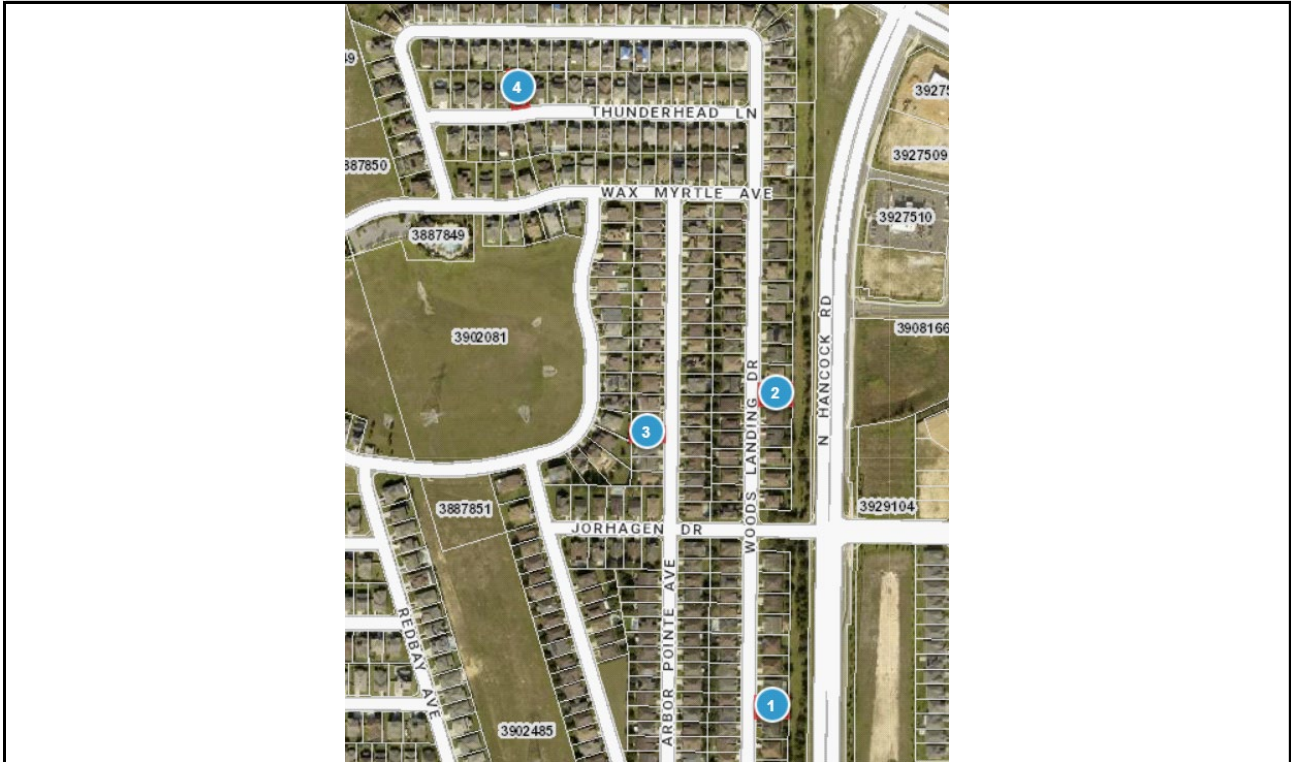 4
THUNDERHEAD LN
3927509
887850
WAX MYRTLE AVE
3927510
3887849
3902081
3908166
N HANCOCK RD
WOODS LANDING DR
2
3
3887851
3929104
JORHAGEN DR
ARBOR POINTE AVE
REDBAY AVE
1
3902485